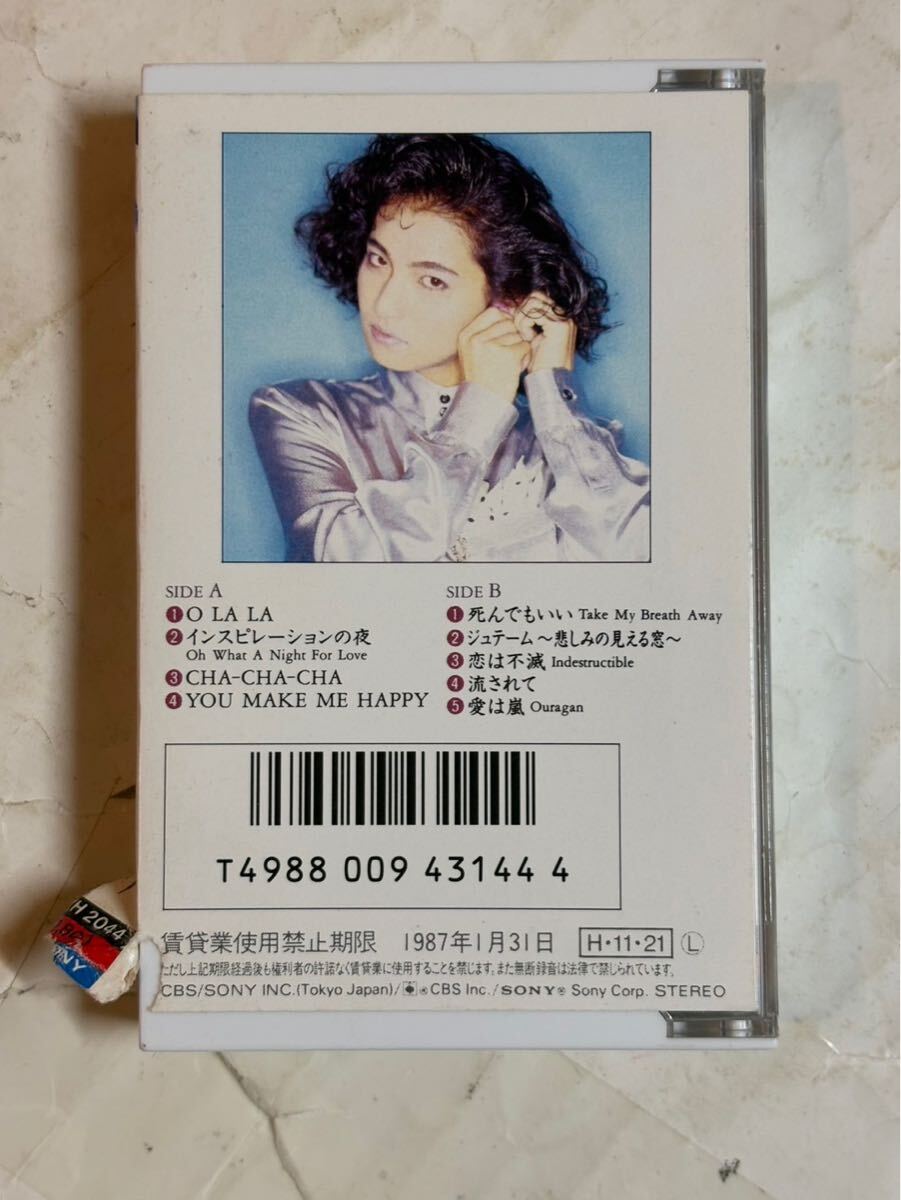 SIDE A
❶ O LA LA
❷ インスピレーションの夜
Oh What A Night For Love
❸ CHA-CHA-CHA
❹ YOU MAKE ME HAPPY
SIDE B
❶ 死んでもいい Take My Breath Away
❷ ジュテーム〜悲しみの見える窓〜
❸ 恋は不滅 Indestructible
❹ 流されて
❺ 愛は嵐 Ouragan
T4988 009 43144 4
賃貸業使用禁止期限 1987年1月31日 H・11・21 Ⓛ
ただし上記期限経過後も権利者の許諾なく賃貸業に使用することを禁じます。また無断録音は法律で禁じられています。
CBS/SONY INC.(Tokyo Japan)/ ® CBS Inc./SONY® Sony Corp. STEREO
H 2044
NY